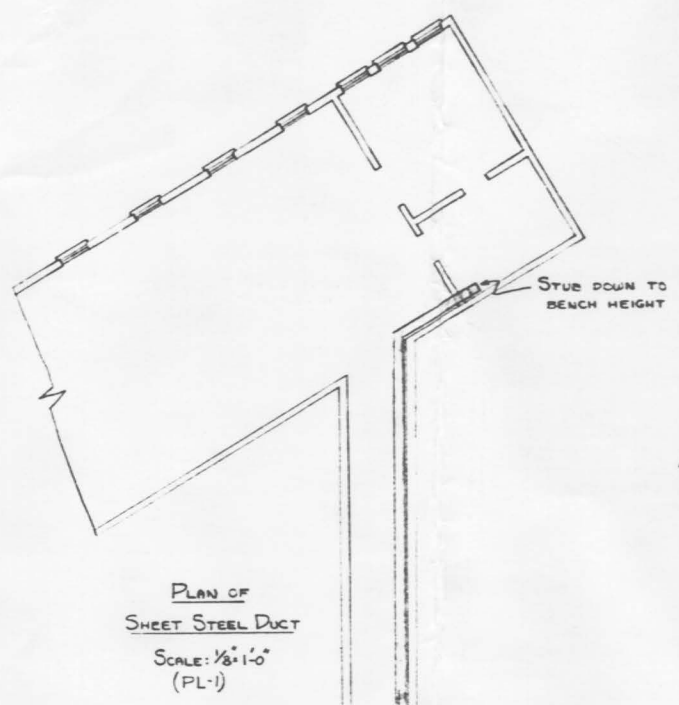 STUB DOWN TO
BENCH HEIGHT
PLAN OF
SHEET STEEL DUCT
SCALE: 1/8"=1'-0"
(PL-1)